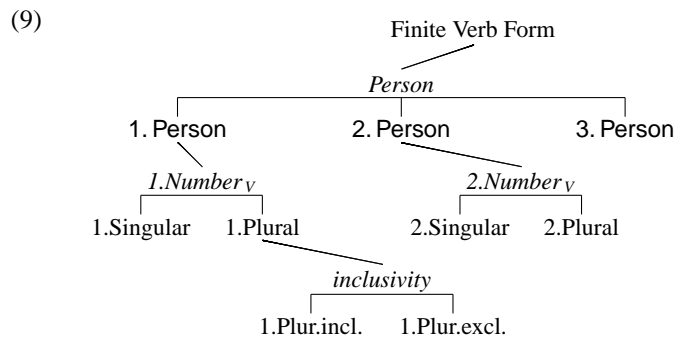 (9)
Finite Verb Form
Person
1. Person 2. Person 3. Person
1.Number V 2.Number V
1.Singular 1.Plural 2.Singular 2.Plural
inclusivity
1.Plur.incl. 1.Plur.excl.